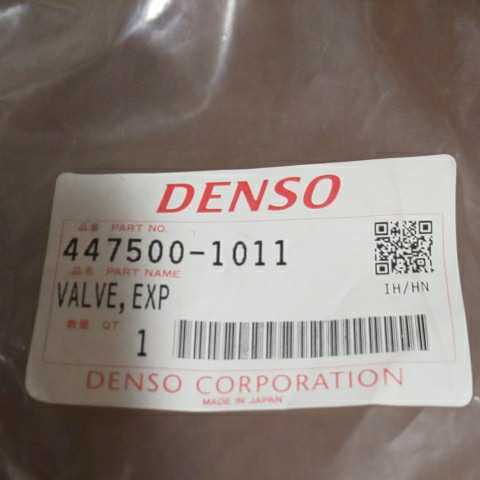 DENSO
品番 PART NO.
447500-1011
品名 PART NAME
VALVE, EXP
IH/HN
数量 QT.
1
DENSO CORPORATION
MADE IN JAPAN